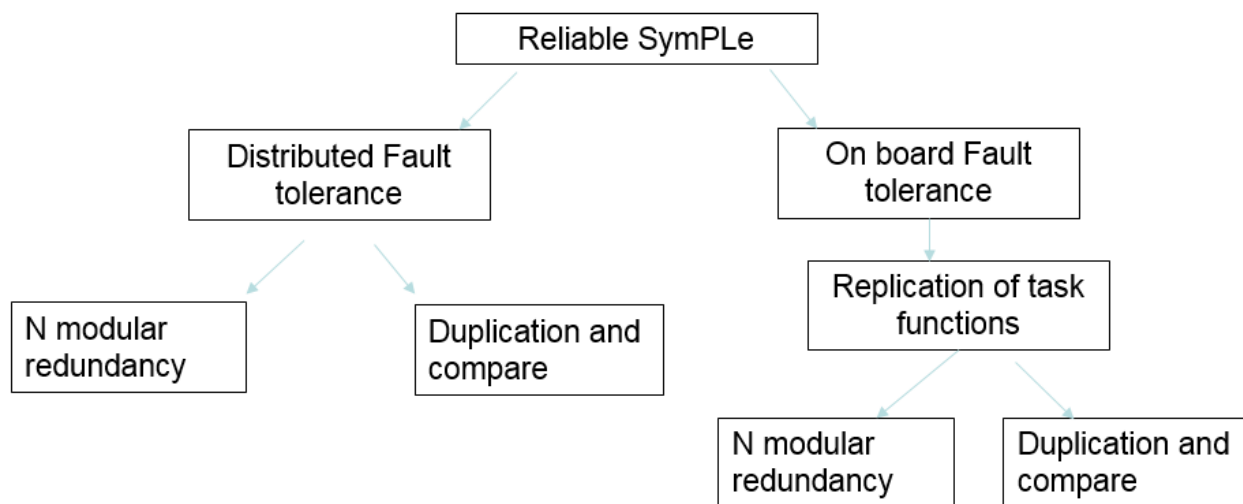 Reliable SymPLe
Distributed Fault
tolerance
On board Fault
tolerance
N modular
redundancy
Duplication and
compare
Replication of task
functions
N modular
redundancy
Duplication and
compare